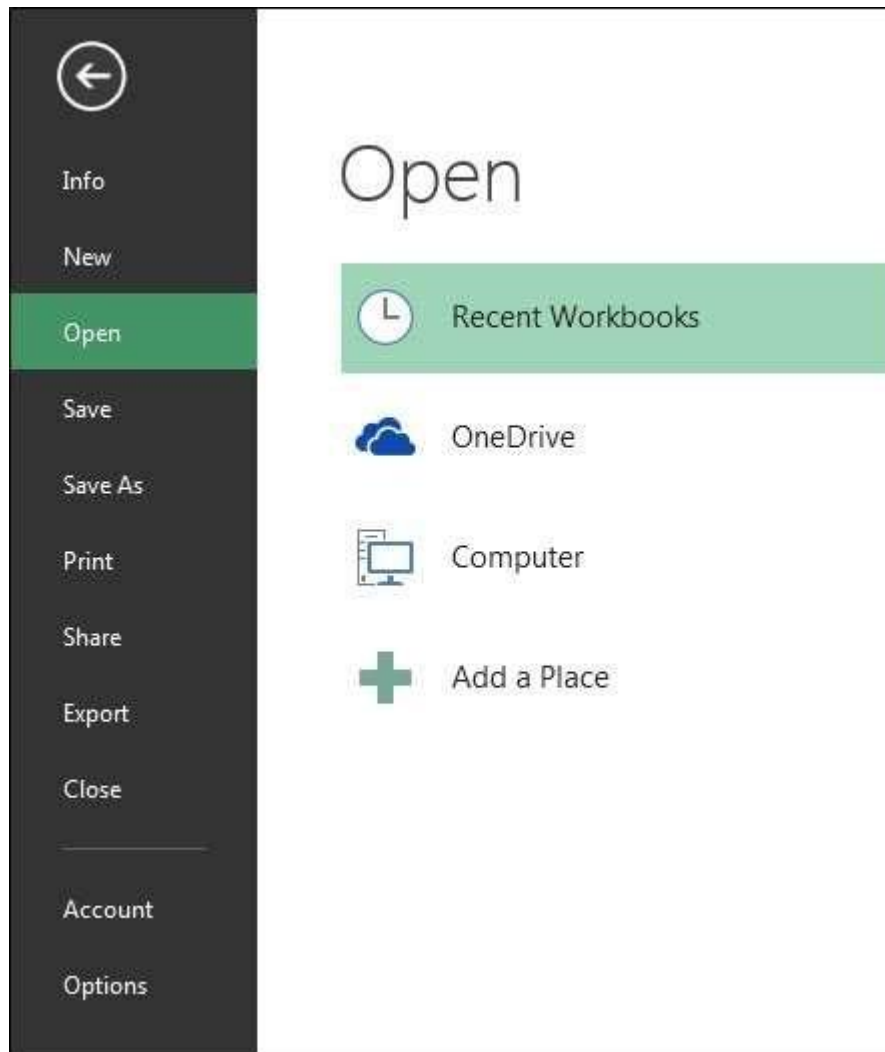 Info
New
Open
Save
Save As
Print
Share
Export
Close
Account
Options
Open
Recent Workbooks
OneDrive
Computer
Add a Place